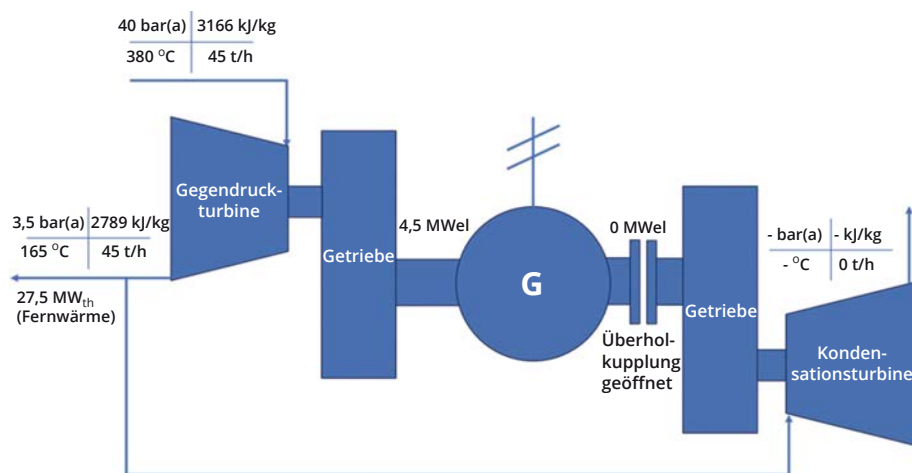 40 bar(a) 3166 kJ/kg
380 °C 45 t/h
Gegendruck-
turbine
3,5 bar(a) 2789 kJ/kg
165 °C 45 t/h
27,5 MWth
(Fernwärme)
Getriebe
4,5 MWel
G
0 MWel
Überhol-
kupplung
geöffnet
Getriebe
- bar(a) - kJ/kg
- °C 0 t/h
Konden-
sationsturbine